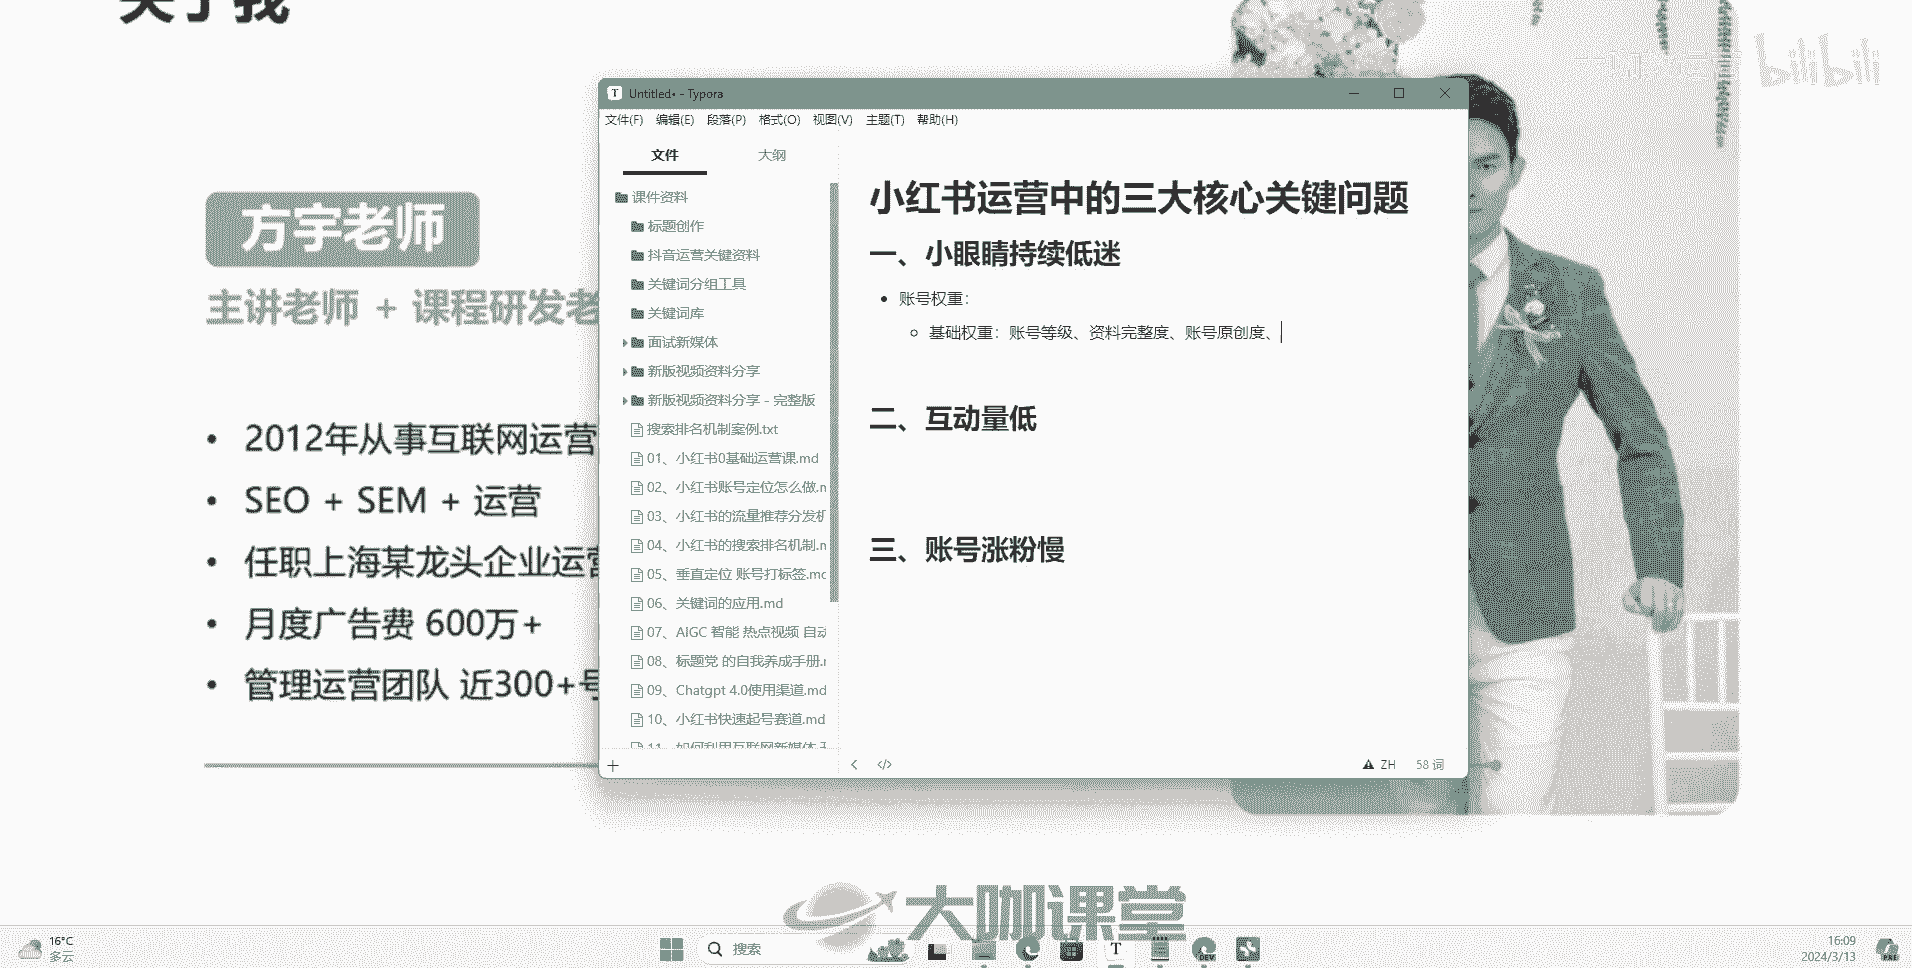 关于我
bilibili
方宇老师
主讲老师 + 课程研发老
2012年从事互联网运营
SEO + SEM + 运营
任职上海某龙头企业运营
月度广告费 600万+
管理运营团队 近300+号
Untitled• - Typora
文件(F) 编辑(E) 段落(P) 格式(O) 视图(V) 主题(T) 帮助(H)
文件 大纲
课件资料
标题创作
抖音运营关键资料
关键词分组工具
关键词库
面试新媒体
新版视频资料分享
新版视频资料分享 - 完整版
搜索排名机制案例.txt
01、小红书0基础运营课.md
02、小红书账号定位怎么做.m
03、小红书的流量推荐分发机
04、小红书的搜索排名机制.m
05、垂直定位 账号打标签.md
06、关键词的应用.md
07、AIGC 智能 热点视频 自动
08、标题党 的自我养成手册.m
09、Chatgpt 4.0使用渠道.md
10、小红书快速起号赛道.md
11、如何利用互联网新媒体
小红书运营中的三大核心关键问题
一、小眼睛持续低迷
账号权重：
基础权重：账号等级、资料完整度、账号原创度、
二、互动量低
三、账号涨粉慢
ZH 58 词
大咖课堂
16°C
多云
搜索
16:09
2024/3/13